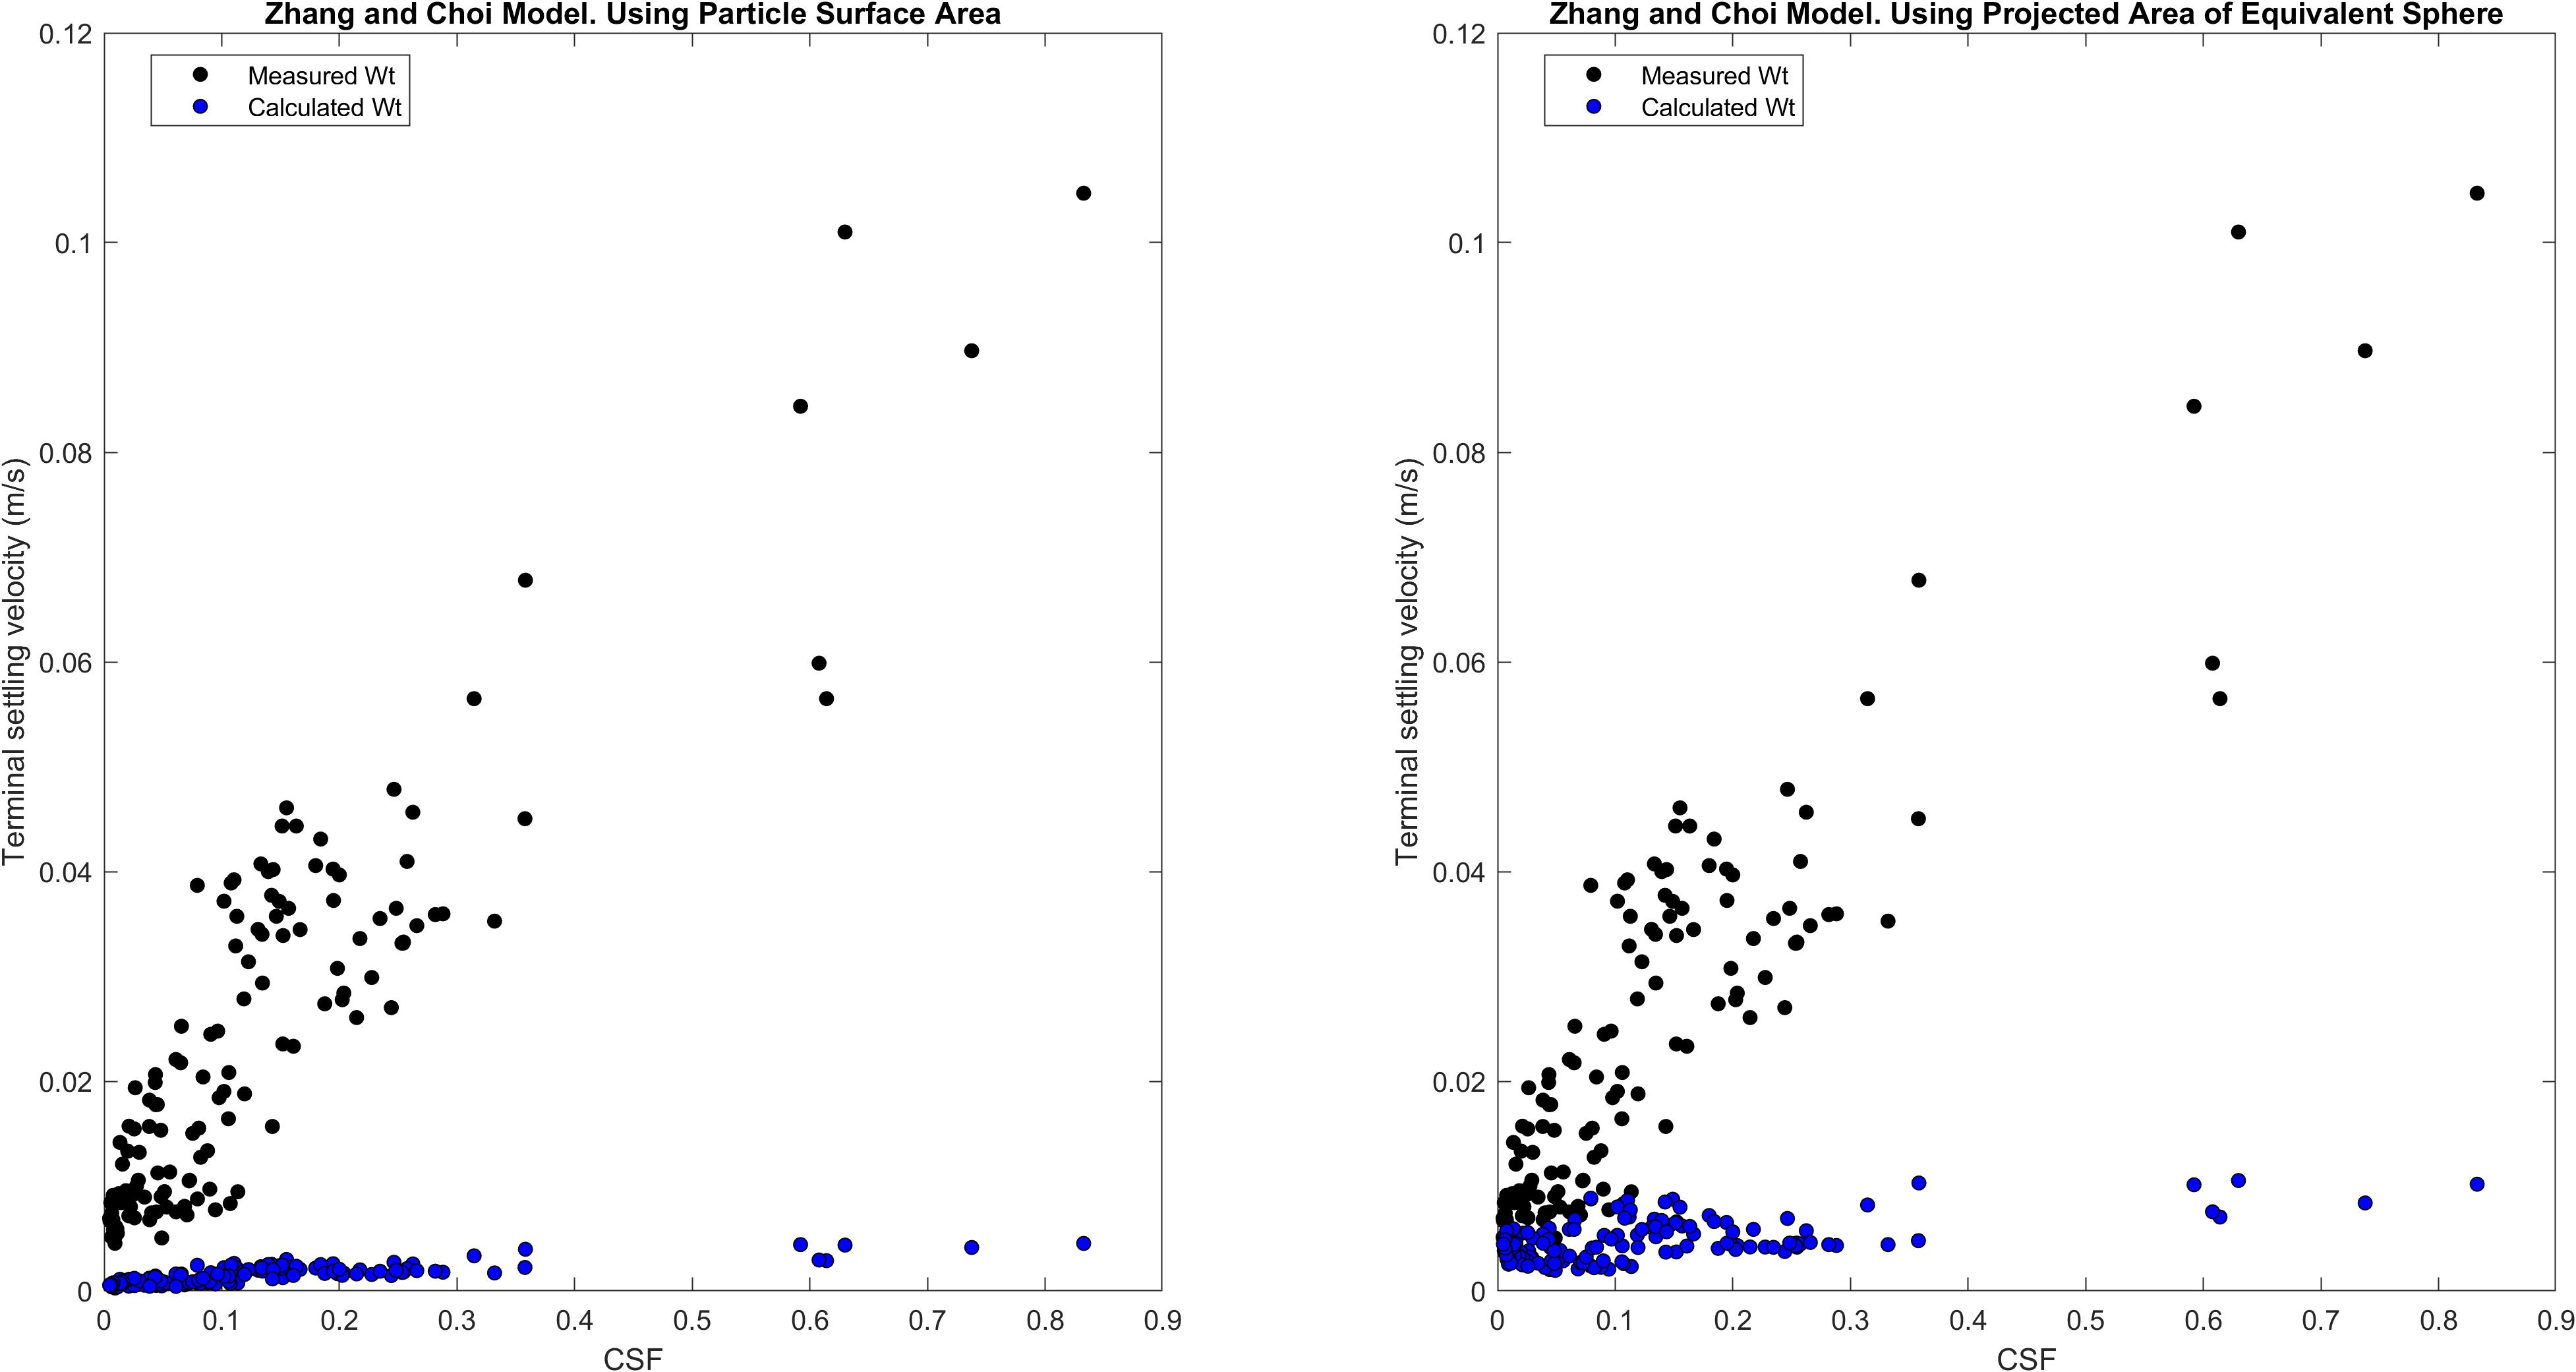 Zhang and Choi Model. Using Particle Surface Area
0.12
0.1
0.08
0.06
0.04
0.02
0
Terminal settling velocity (m/s)
Measured Wt
Calculated Wt
0 0.1 0.2 0.3 0.4 0.5 0.6 0.7 0.8 0.9
CSF
Zhang and Choi Model. Using Projected Area of Equivalent Sphere
0.12
0.1
0.08
0.06
0.04
0.02
0
Terminal settling velocity (m/s)
Measured Wt
Calculated Wt
0 0.1 0.2 0.3 0.4 0.5 0.6 0.7 0.8 0.9
CSF